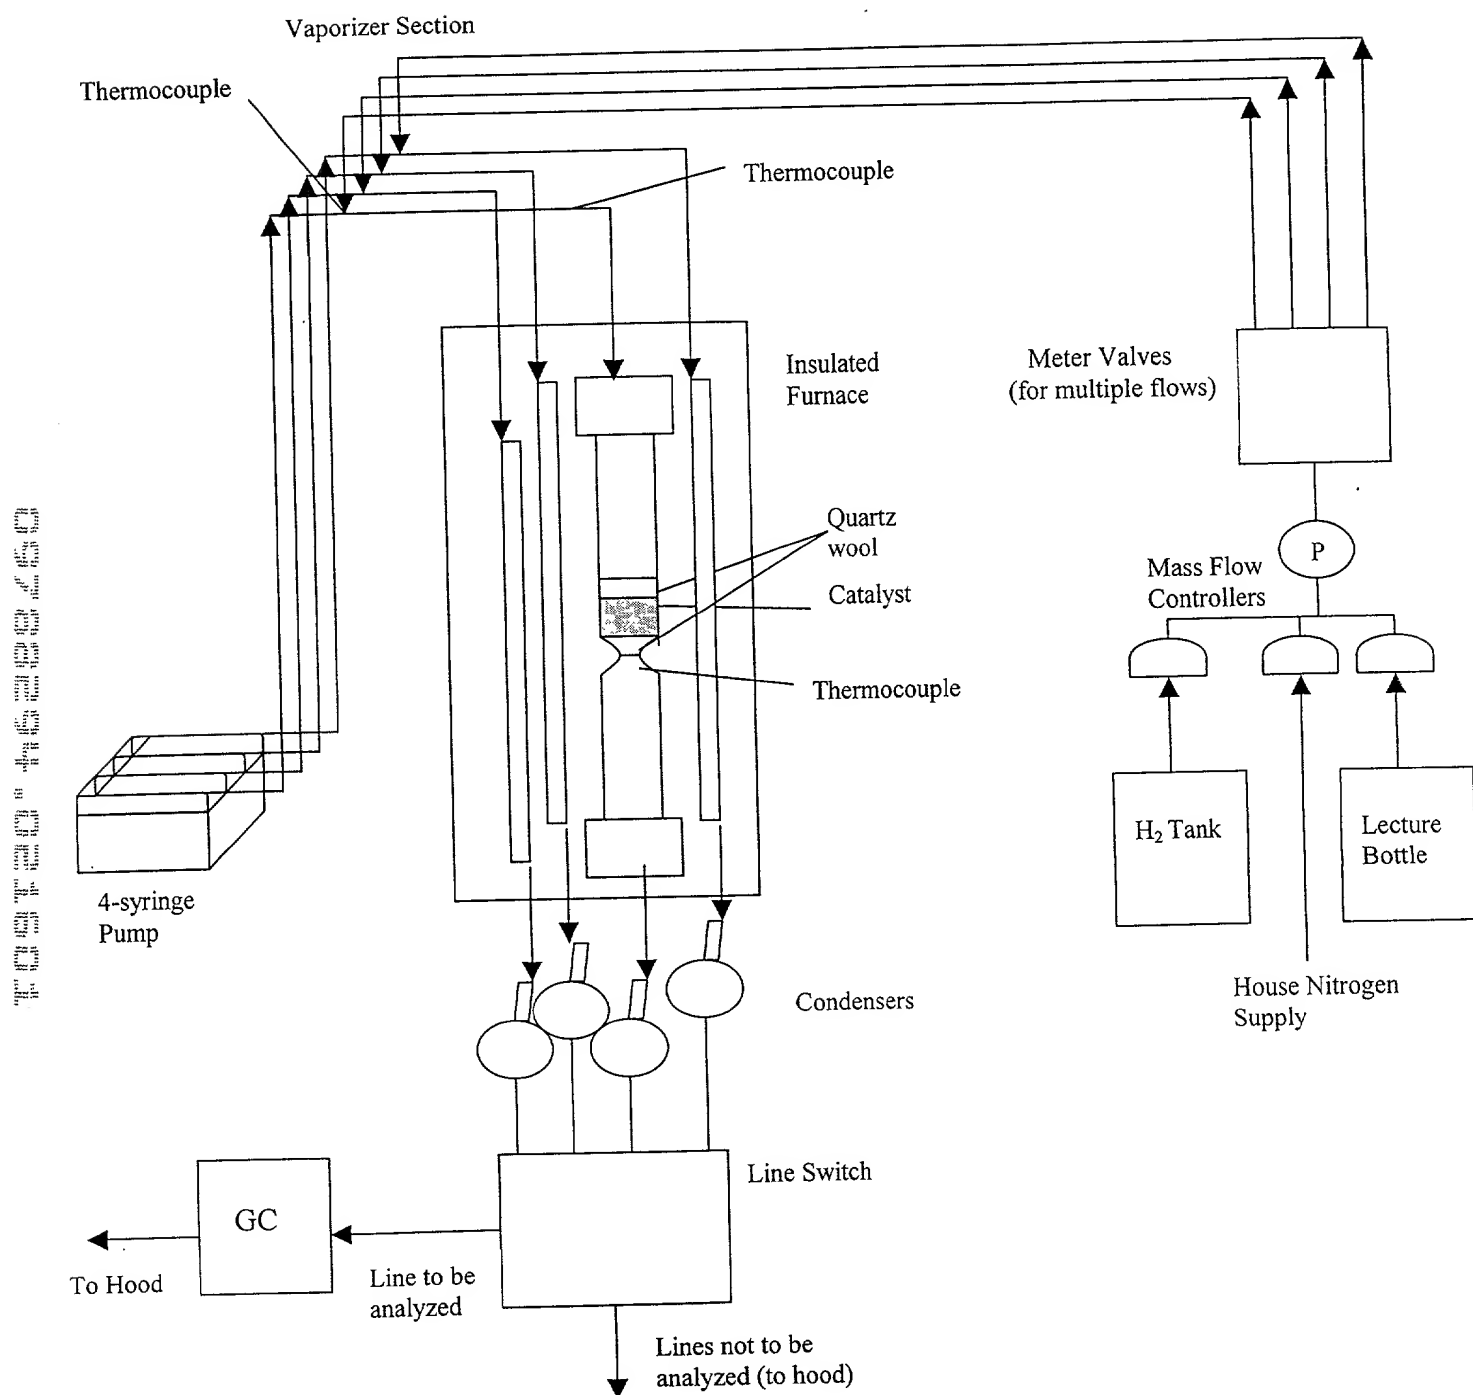 Vaporizer Section
Thermocouple
Thermocouple
Insulated
Furnace
Meter Valves
(for multiple flows)
Quartz
wool
P
Mass Flow
Controllers
Catalyst
Thermocouple
H₂ Tank
Lecture
Bottle
4-syringe
Pump
House Nitrogen
Supply
Condensers
Line Switch
GC
To Hood
Line to be
analyzed
Lines not to be
analyzed (to hood)